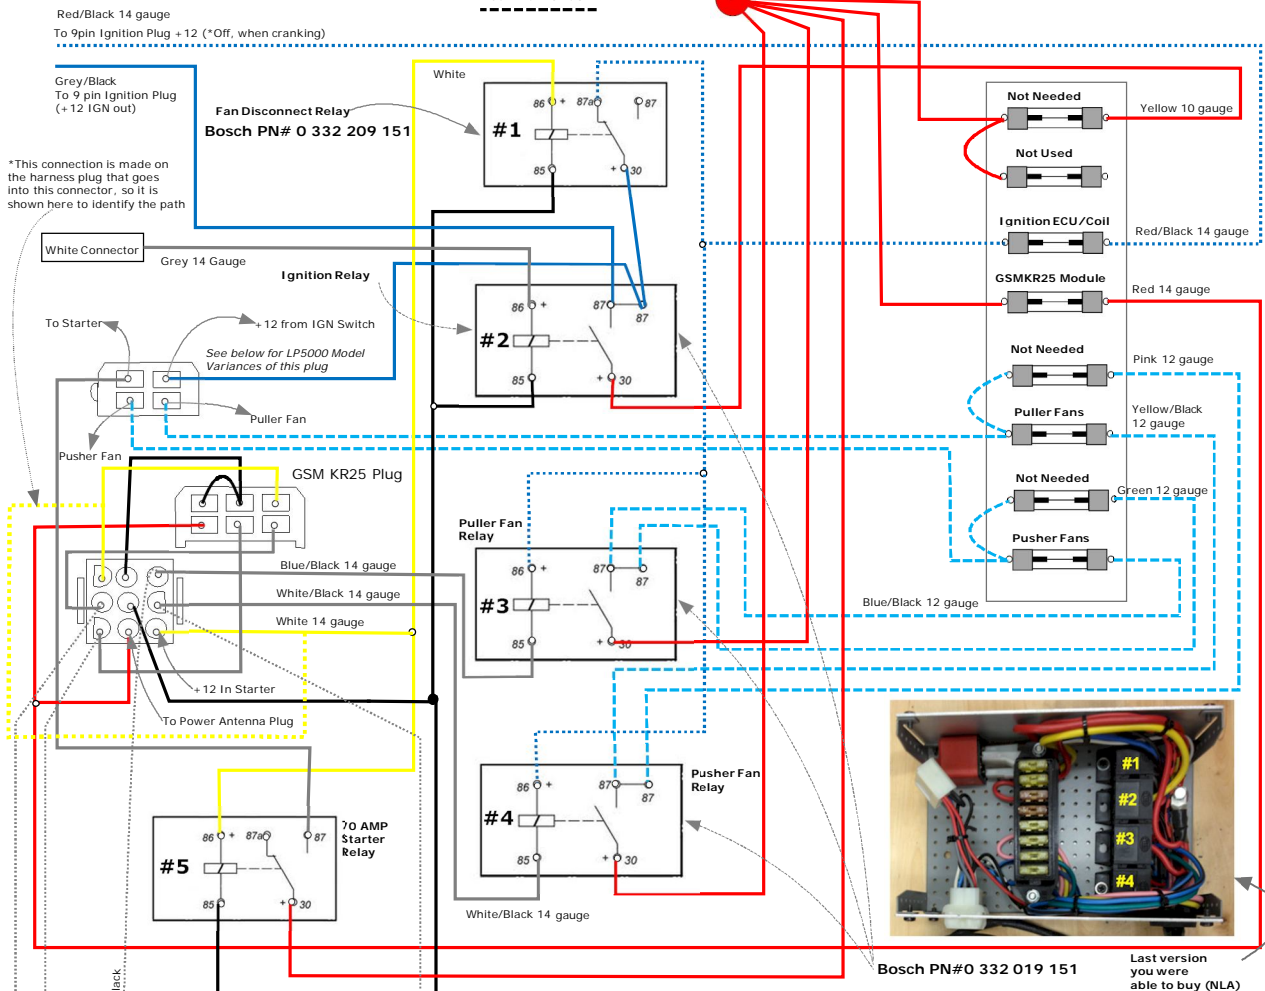 Red/Black 14 gauge
To 9pin Ignition Plug +12 (*Off, when cranking)
Grey/Black
To 9 pin Ignition Plug
(+12 IGN out)
White
Fan Disconnect Relay
Bosch PN# 0 332 209 151
86 + 87a 87
#1
85 + 30
Not Needed
Yellow 10 gauge
Not Used
Ignition ECU/Coil
Red/Black 14 gauge
GSMKR25 Module
Red 14 gauge
Not Needed
Pink 12 gauge
Puller Fans
Yellow/Black
12 gauge
Not Needed
Green 12 gauge
Pusher Fans
Blue/Black 12 gauge
*This connection is made on
the harness plug that goes
into this connector, so it is
shown here to identify the path
White Connector
Grey 14 Gauge
Ignition Relay
86 + 87 87
#2
85 + 30
To Starter
+12 from IGN Switch
See below for LP5000 Model
Variances of this plug
Puller Fan
Pusher Fan
GSM KR25 Plug
Puller Fan
Relay
86 + 87 87
#3
85 + 30
Blue/Black 14 gauge
White/Black 14 gauge
White 14 gauge
+12 In Starter
To Power Antenna Plug
Pusher Fan
Relay
86 + 87 87
#4
85 + 30
White/Black 14 gauge
70 AMP
Starter
Relay
86 + 87a 87
#5
85 + 30
#1
#2
#3
#4
Bosch PN#0 332 019 151
Last version
you were
able to buy (NLA)
lack